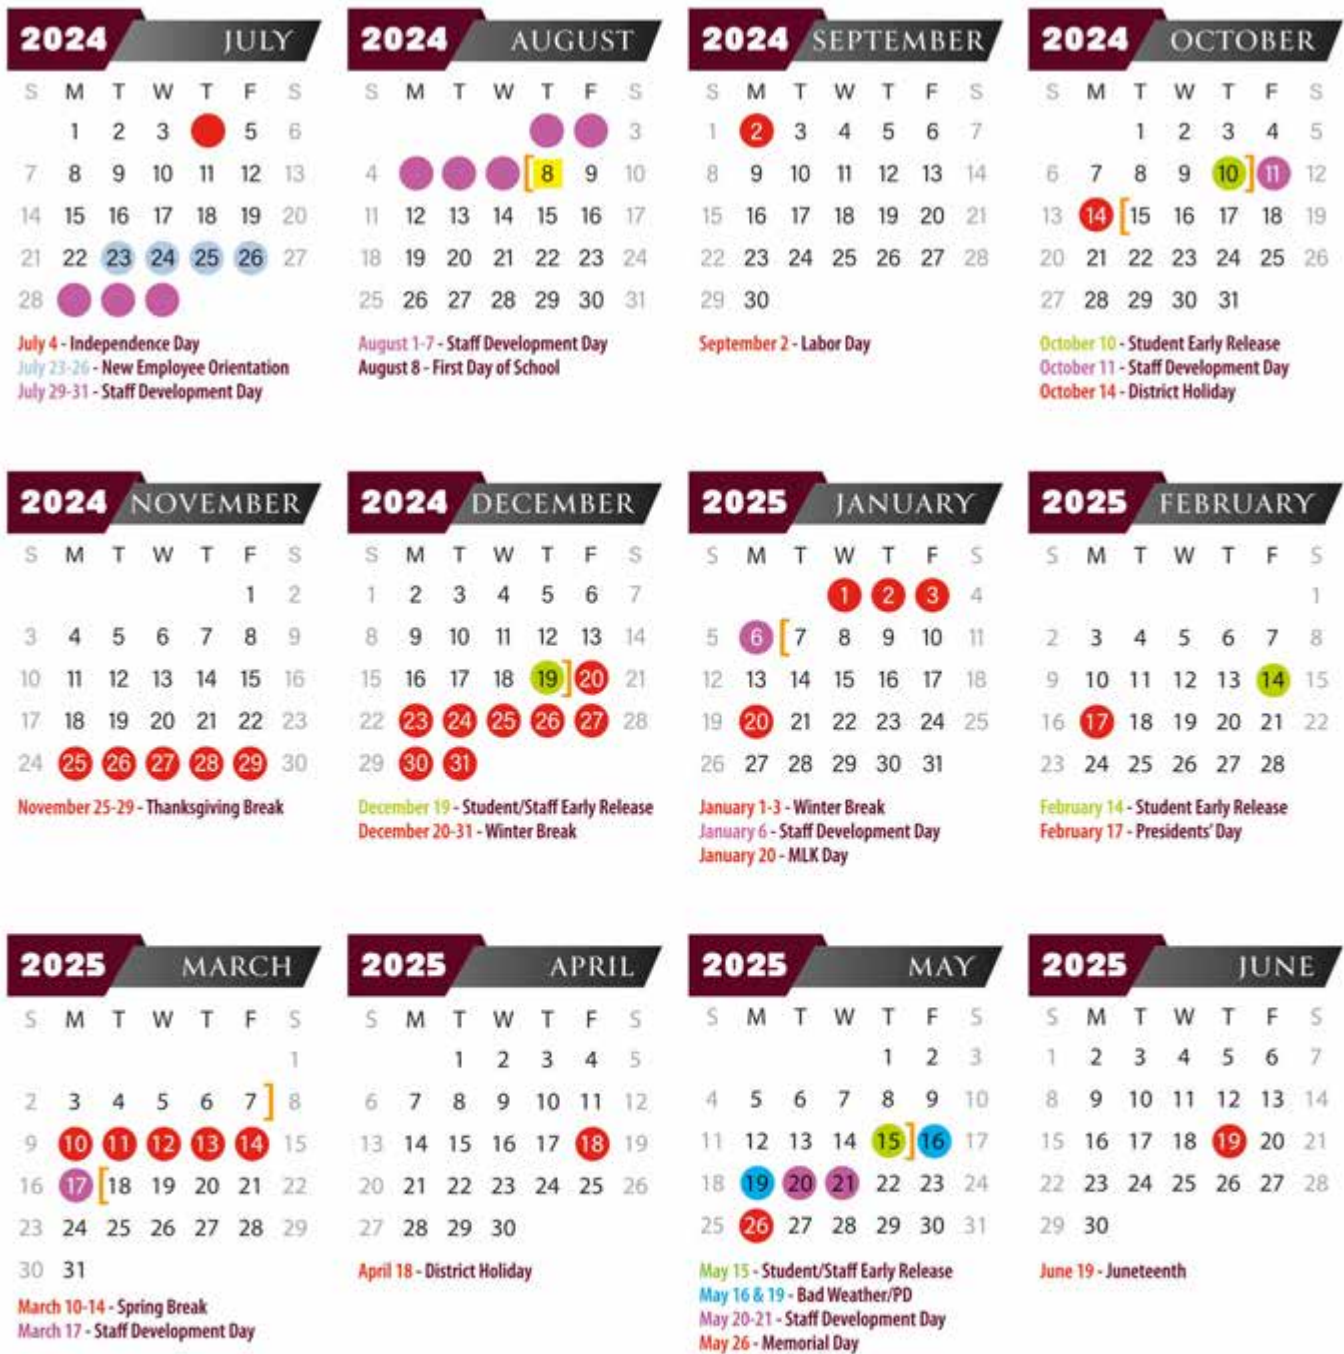 2024 JULY
S M T W T F S
1 2 3 5 6
7 8 9 10 11 12 13
14 15 16 17 18 19 20
21 22 23 24 25 26 27
28
July 4 - Independence Day
July 23-26 - New Employee Orientation
July 29-31 - Staff Development Day
2024 AUGUST
S M T W T F S
3
4 [8 9 10
11 12 13 14 15 16 17
18 19 20 21 22 23 24
25 26 27 28 29 30 31
August 1-7 - Staff Development Day
August 8 - First Day of School
2024 SEPTEMBER
S M T W T F S
1 2 3 4 5 6 7
8 9 10 11 12 13 14
15 16 17 18 19 20 21
22 23 24 25 26 27 28
29 30
September 2 - Labor Day
2024 OCTOBER
S M T W T F S
1 2 3 4 5
6 7 8 9 10] 11 12
13 14 [15 16 17 18 19
20 21 22 23 24 25 26
27 28 29 30 31
October 10 - Student Early Release
October 11 - Staff Development Day
October 14 - District Holiday
2024 NOVEMBER
S M T W T F S
1 2
3 4 5 6 7 8 9
10 11 12 13 14 15 16
17 18 19 20 21 22 23
24 25 26 27 28 29 30
November 25-29 - Thanksgiving Break
2024 DECEMBER
S M T W T F S
1 2 3 4 5 6 7
8 9 10 11 12 13 14
15 16 17 18 19] 20 21
22 23 24 25 26 27 28
29 30 31
December 19 - Student/Staff Early Release
December 20-31 - Winter Break
2025 JANUARY
S M T W T F S
1 2 3 4
5 6 [7 8 9 10 11
12 13 14 15 16 17 18
19 20 21 22 23 24 25
26 27 28 29 30 31
January 1-3 - Winter Break
January 6 - Staff Development Day
January 20 - MLK Day
2025 FEBRUARY
S M T W T F S
1
2 3 4 5 6 7 8
9 10 11 12 13 14 15
16 17 18 19 20 21 22
23 24 25 26 27 28
February 14 - Student Early Release
February 17 - Presidents' Day
2025 MARCH
S M T W T F S
1
2 3 4 5 6 7] 8
9 10 11 12 13 14 15
16 17 [18 19 20 21 22
23 24 25 26 27 28 29
30 31
March 10-14 - Spring Break
March 17 - Staff Development Day
2025 APRIL
S M T W T F S
1 2 3 4 5
6 7 8 9 10 11 12
13 14 15 16 17 18 19
20 21 22 23 24 25 26
27 28 29 30
April 18 - District Holiday
2025 MAY
S M T W T F S
1 2 3
4 5 6 7 8 9 10
11 12 13 14 15] 16 17
18 19 20 21 22 23 24
25 26 27 28 29 30 31
May 15 - Student/Staff Early Release
May 16 & 19 - Bad Weather/PD
May 20-21 - Staff Development Day
May 26 - Memorial Day
2025 JUNE
S M T W T F S
1 2 3 4 5 6 7
8 9 10 11 12 13 14
15 16 17 18 19 20 21
22 23 24 25 26 27 28
29 30
June 19 - Juneteenth